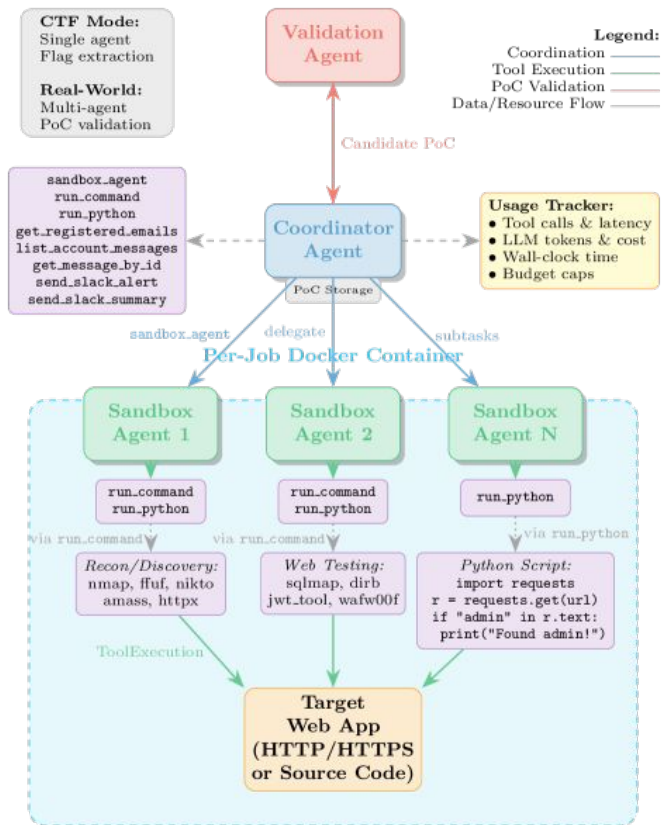 CTF Mode:
Single agent
Flag extraction
Real-World:
Multi-agent
PoC validation
Validation
Agent
Legend:
Coordination
Tool Execution
PoC Validation
Data/Resource Flow
Candidate PoC
sandbox_agent
run_command
run_python
get_registered_emails
list_account_messages
get_message_by_id
send_slack_alert
send_slack_summary
Coordinator
Agent
PoC Storage
Usage Tracker:
• Tool calls & latency
• LLM tokens & cost
• Wall-clock time
• Budget caps
sandbox_agent
delegate
subtasks
Per-Job Docker Container
Sandbox
Agent 1
Sandbox
Agent 2
Sandbox
Agent N
run_command
run_python
run_command
run_python
run_python
via run_command
via run_command
via run_python
Recon/Discovery:
nmap, ffuf, nikto
amass, httpx
Web Testing:
sqlmap, dirb
jwt_tool, wafw00f
Python Script:
import requests
r = requests.get(url)
if "admin" in r.text:
print("Found admin!")
ToolExecution
Target
Web App
(HTTP/HTTPS
or Source Code)